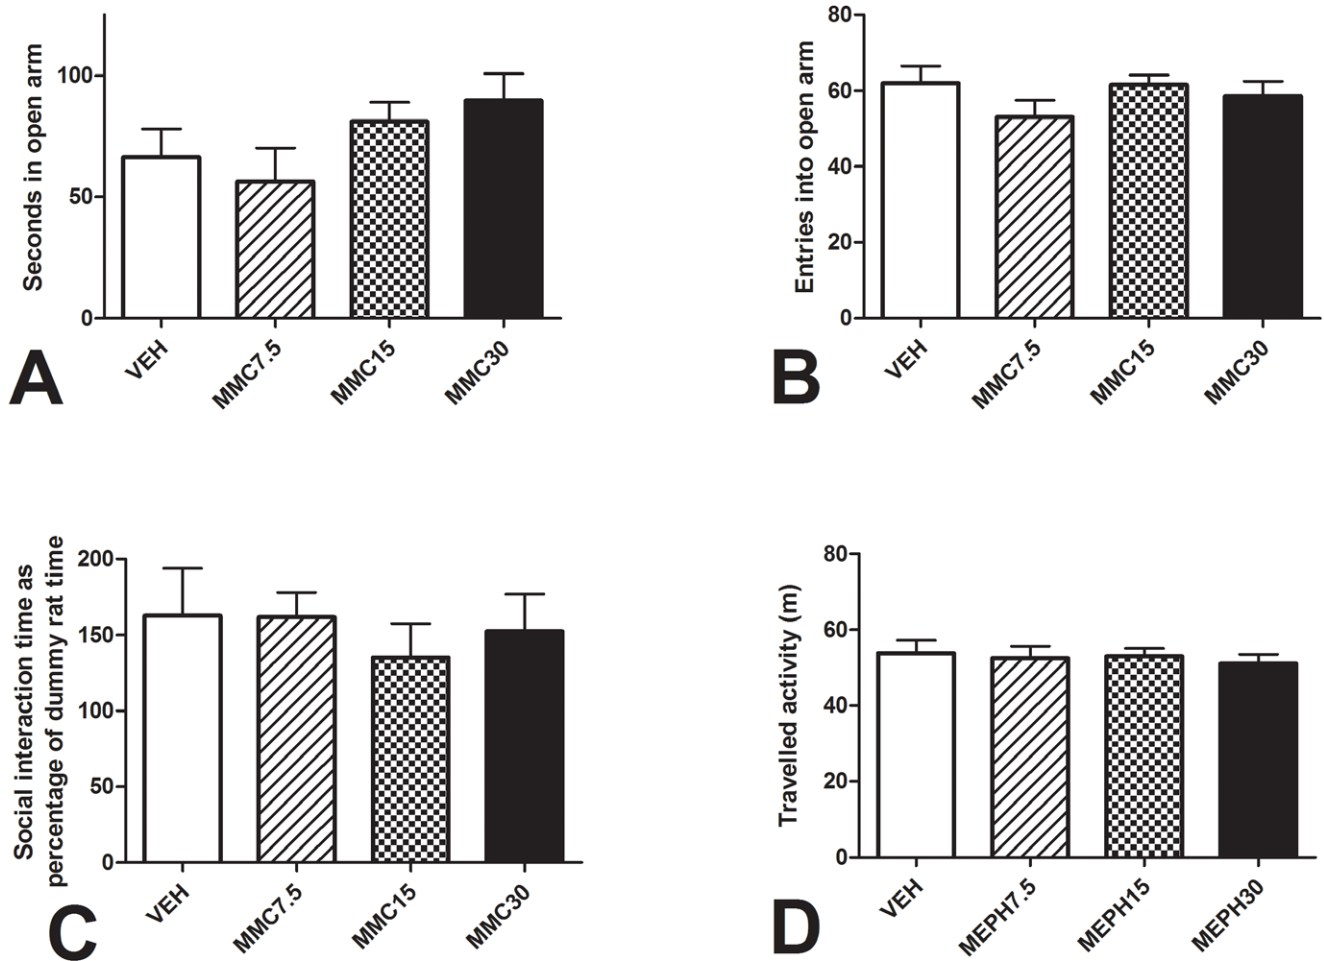 Seconds in open arm
100
50
0
VEH
MMC7.5
MMC15
MMC30
A
Entries into open arm
80
60
40
20
0
VEH
MMC7.5
MMC15
MMC30
B
Social interaction time as
percentage of dummy rat time
200
150
100
50
0
VEH
MMC7.5
MMC15
MMC30
C
Travelled activity (m)
80
60
40
20
0
VEH
MEPH7.5
MEPH15
MEPH30
D